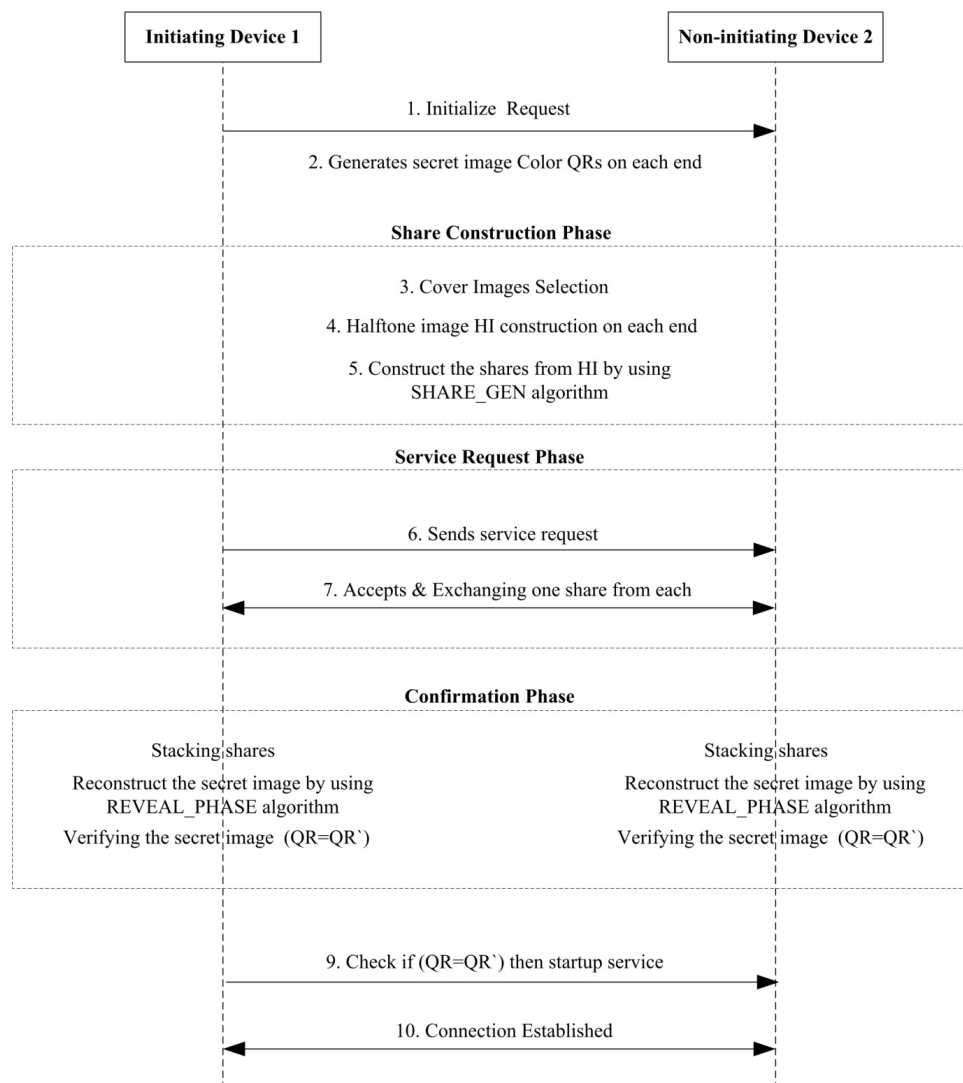 Initiating Device 1
Non-initiating Device 2
1. Initialize Request
2. Generates secret image Color QRs on each end
Share Construction Phase
3. Cover Images Selection
4. Halftone image HI construction on each end
5. Construct the shares from HI by using
SHARE_GEN algorithm
Service Request Phase
6. Sends service request
7. Accepts & Exchanging one share from each
Confirmation Phase
Stacking shares
Reconstruct the secret image by using
REVEAL_PHASE algorithm
Verifying the secret image (QR=QR`)
Stacking shares
Reconstruct the secret image by using
REVEAL_PHASE algorithm
Verifying the secret image (QR=QR`)
9. Check if (QR=QR`) then startup service
10. Connection Established